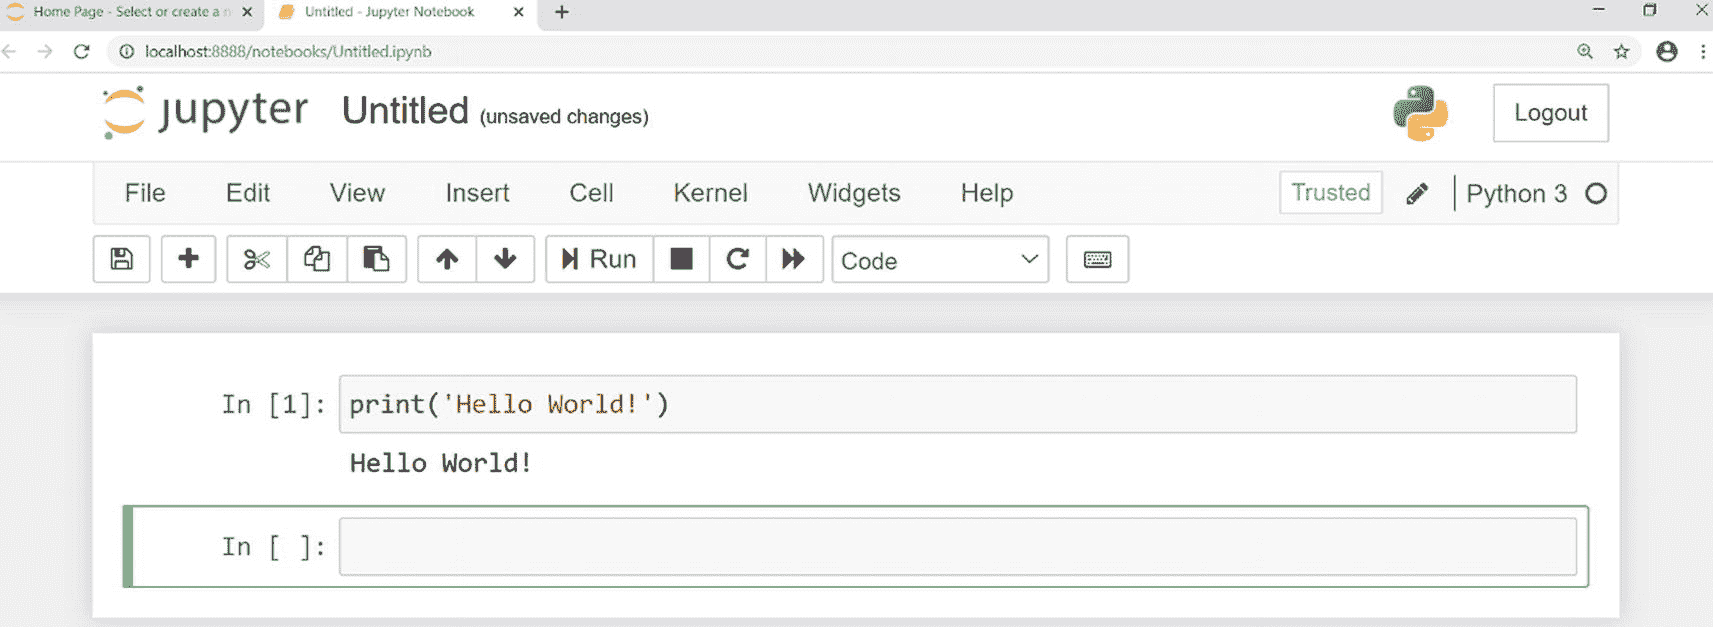 Home Page - Select or create a n
Untitled - Jupyter Notebook
localhost:8888/notebooks/Untitled.ipynb
jupyter Untitled (unsaved changes)
Logout
File Edit View Insert Cell Kernel Widgets Help Trusted Python 3
Run Code
In [1]: print('Hello World!')
Hello World!
In [ ]: